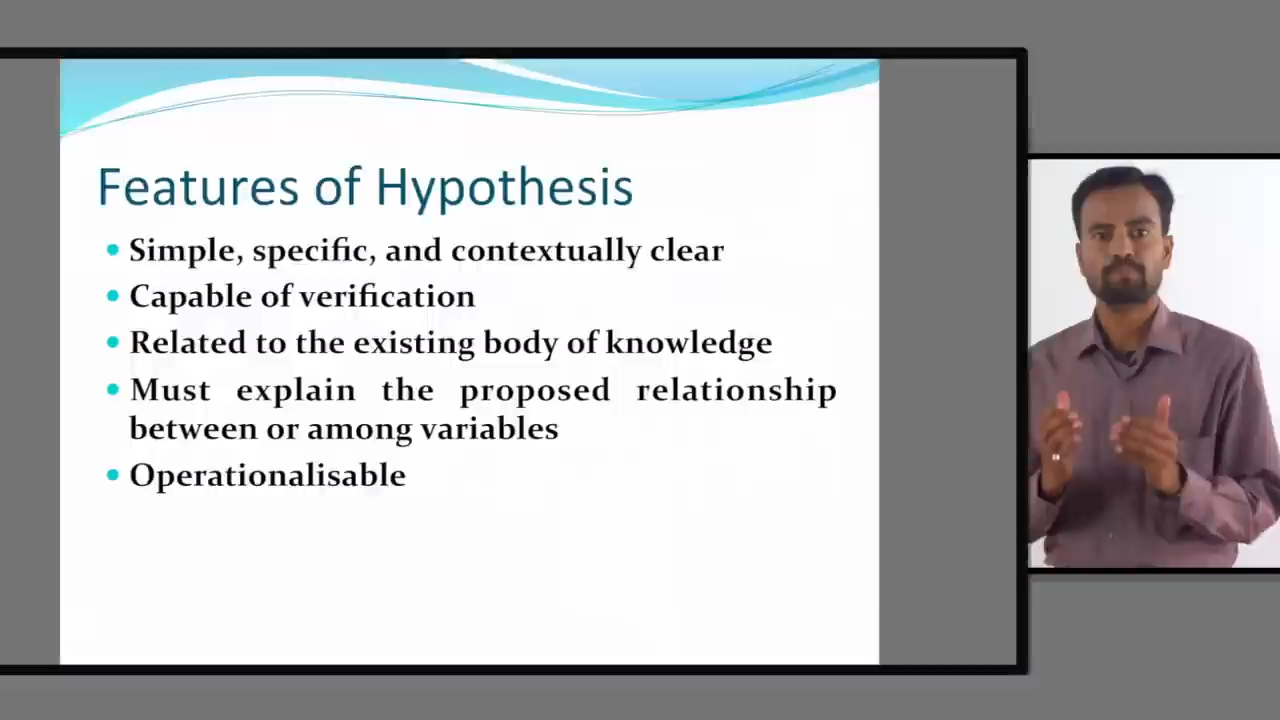 Features of Hypothesis
Simple, specific, and contextually clear
Capable of verification
Related to the existing body of knowledge
Must explain the proposed relationship
between or among variables
Operationalisable